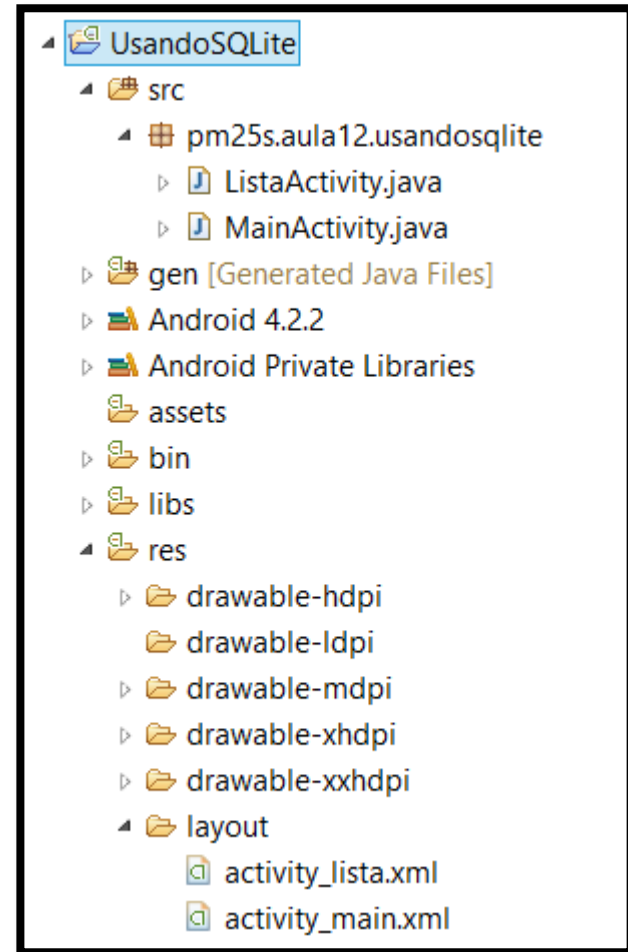 UsandoSQLite
src
pm25s.aula12.usandosqlite
ListaActivity.java
MainActivity.java
gen [Generated Java Files]
Android 4.2.2
Android Private Libraries
assets
bin
libs
res
drawable-hdpi
drawable-ldpi
drawable-mdpi
drawable-xhdpi
drawable-xxhdpi
layout
activity_lista.xml
activity_main.xml